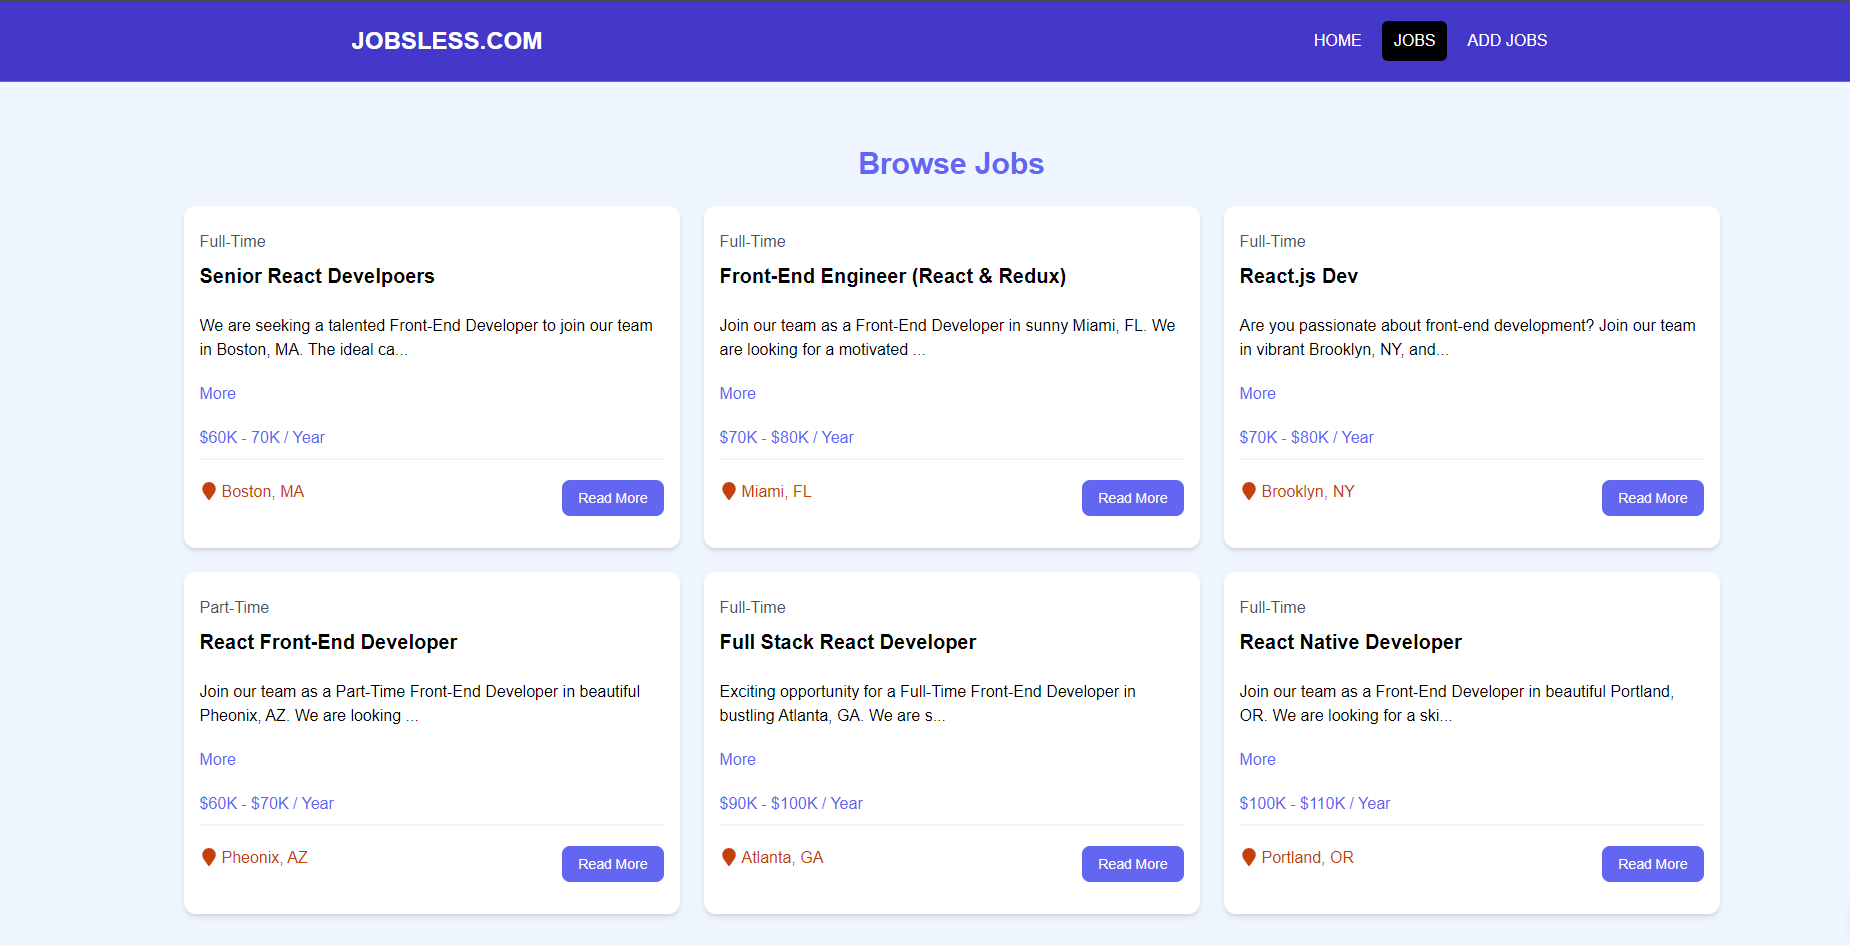 JOBSLESS.COM
HOME
JOBS
ADD JOBS
Browse Jobs
Full-Time
Senior React Develpoers
We are seeking a talented Front-End Developer to join our team
in Boston, MA. The ideal ca...
More
$60K - 70K / Year
Boston, MA
Read More
Full-Time
Front-End Engineer (React & Redux)
Join our team as a Front-End Developer in sunny Miami, FL. We
are looking for a motivated ...
More
$70K - $80K / Year
Miami, FL
Read More
Full-Time
React.js Dev
Are you passionate about front-end development? Join our team
in vibrant Brooklyn, NY, and...
More
$70K - $80K / Year
Brooklyn, NY
Read More
Part-Time
React Front-End Developer
Join our team as a Part-Time Front-End Developer in beautiful
Pheonix, AZ. We are looking ...
More
$60K - $70K / Year
Pheonix, AZ
Read More
Full-Time
Full Stack React Developer
Exciting opportunity for a Full-Time Front-End Developer in
bustling Atlanta, GA. We are s...
More
$90K - $100K / Year
Atlanta, GA
Read More
Full-Time
React Native Developer
Join our team as a Front-End Developer in beautiful Portland,
OR. We are looking for a ski...
More
$100K - $110K / Year
Portland, OR
Read More